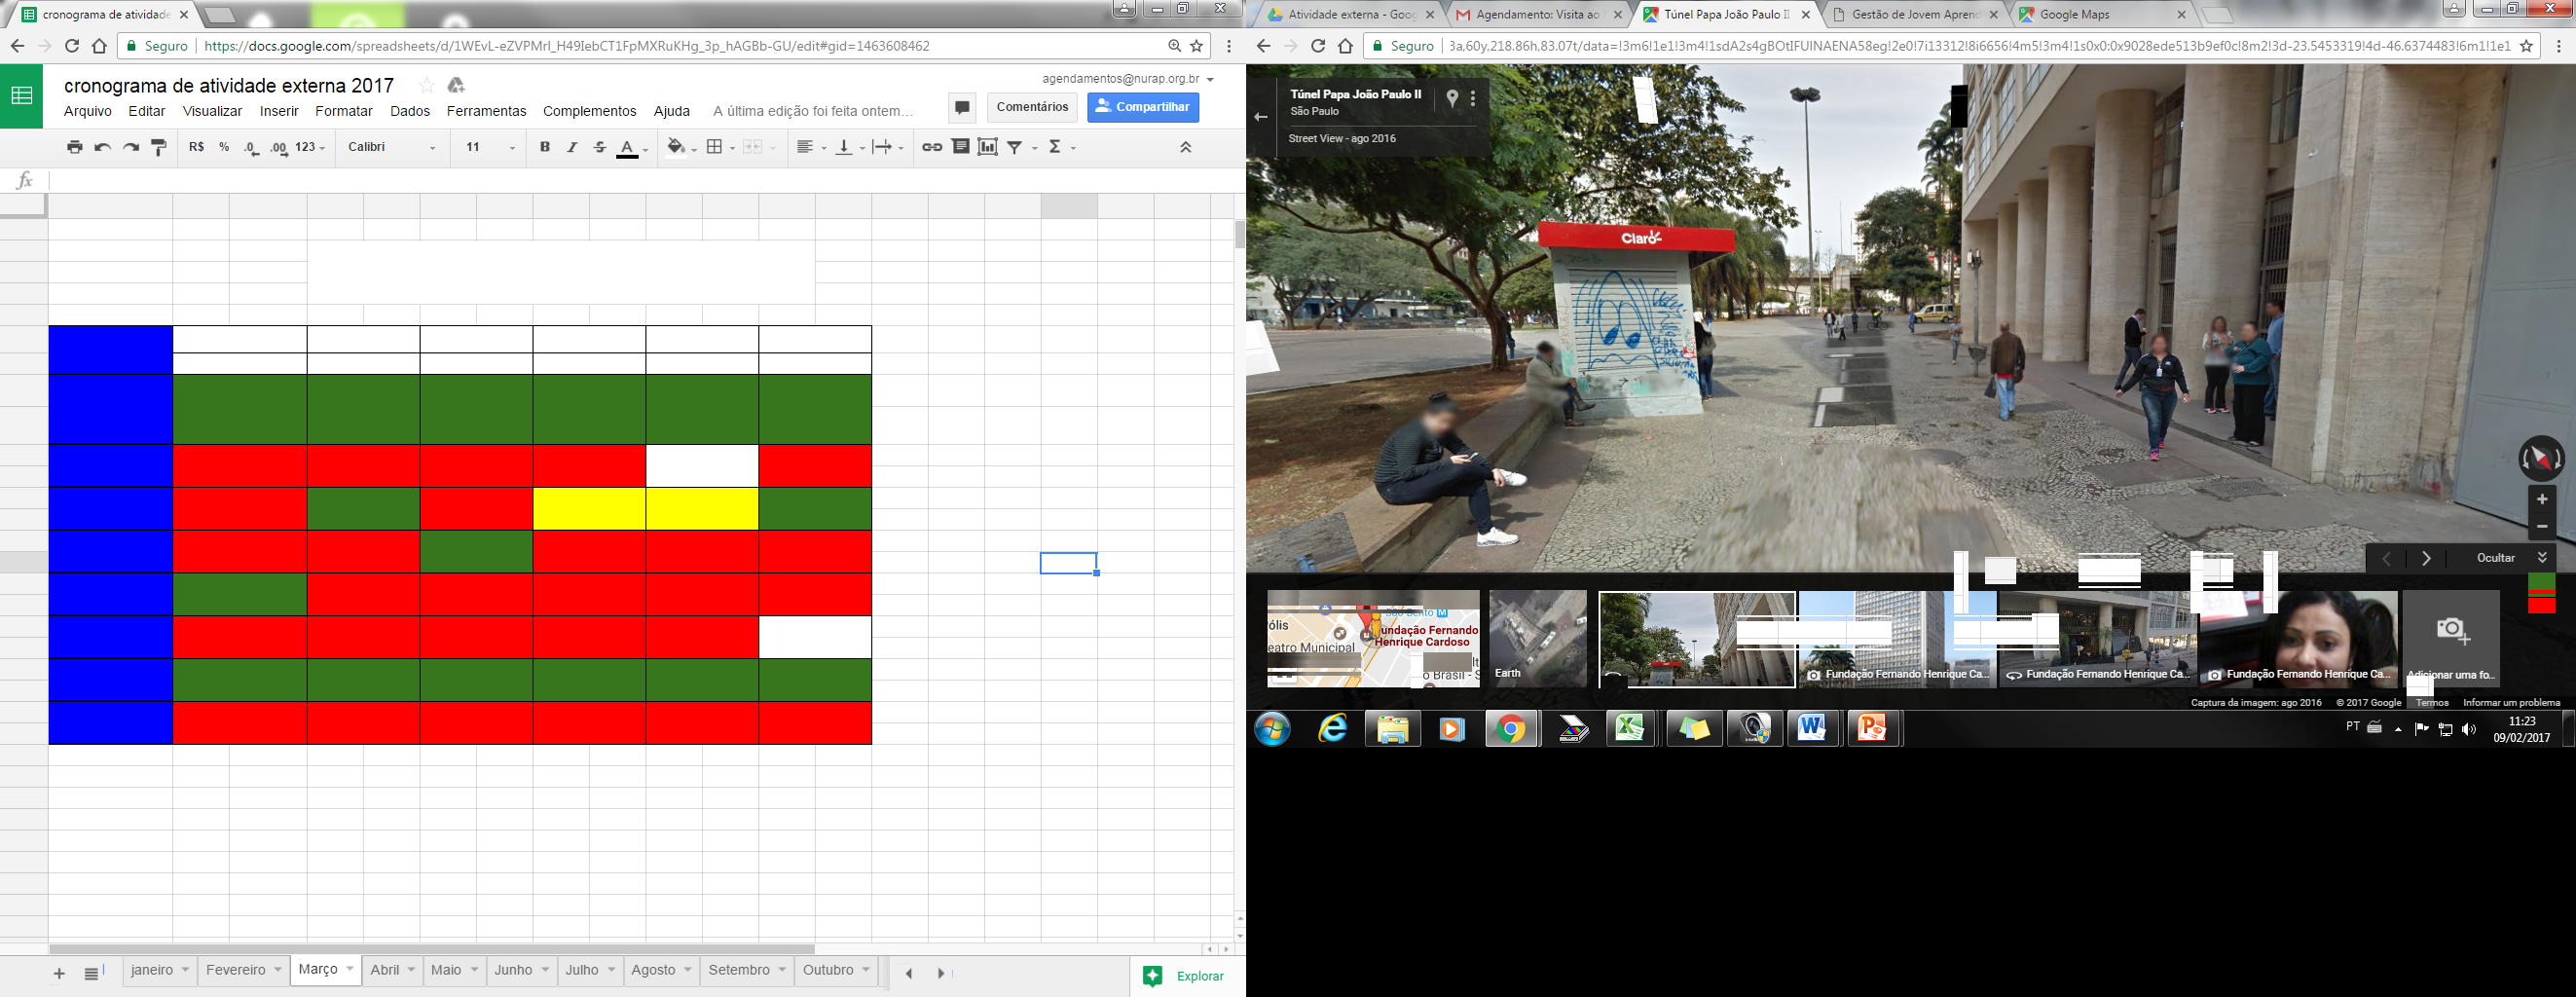 cronograma de atividade
Seguro
https://docs.google.com/spreadsheets/d/1WEvL-eZVPMrl_H49IebCT1FpMXRuKHg_3p_hAGBb-GU/edit#gid=1463608462
cronograma de atividade externa 2017
agendamentos@nurap.org.br
Arquivo Editar Visualizar Inserir Formatar Dados Ferramentas Complementos Ajuda A última edição foi feita ontem…
Comentários Compartilhar
R$ % .0 .00 123 Calibri 11 B I S A Σ
fx
janeiro Fevereiro Março Abril Maio Junho Julho Agosto Setembro Outubro
Explorar
Atividade externa - Goog
Agendamento: Visita ao
Túnel Papa João Paulo II
Gestão de Jovem Apren
Google Maps
Seguro
3a,60y,218.86h,83.07t/data=!3m6!1e1!3m4!1sdA2s4gBOtIFUINAENA58eg!2e0!7i13312!8i6656!4m5!3m4!1s0x0:0x9028ede513b9ef0c!8m2!3d-23.5453319!4d-46.6374483!6m1!1e1
Túnel Papa João Paulo II
São Paulo
Street View - ago 2016
Claro
Ocultar
São Bento M
ólis
undação Fernando
Henrique Cardoso
eatro Municipal
o Brasil - S
Earth
Fundação Fernando Henrique Ca...
Fundação Fernando Henrique Ca...
Fundação Fernando Henrique Ca...
Adicionar uma fo...
Captura da imagem: ago 2016 © 2017 Google Termos Informar um problema
PT
11:23
09/02/2017